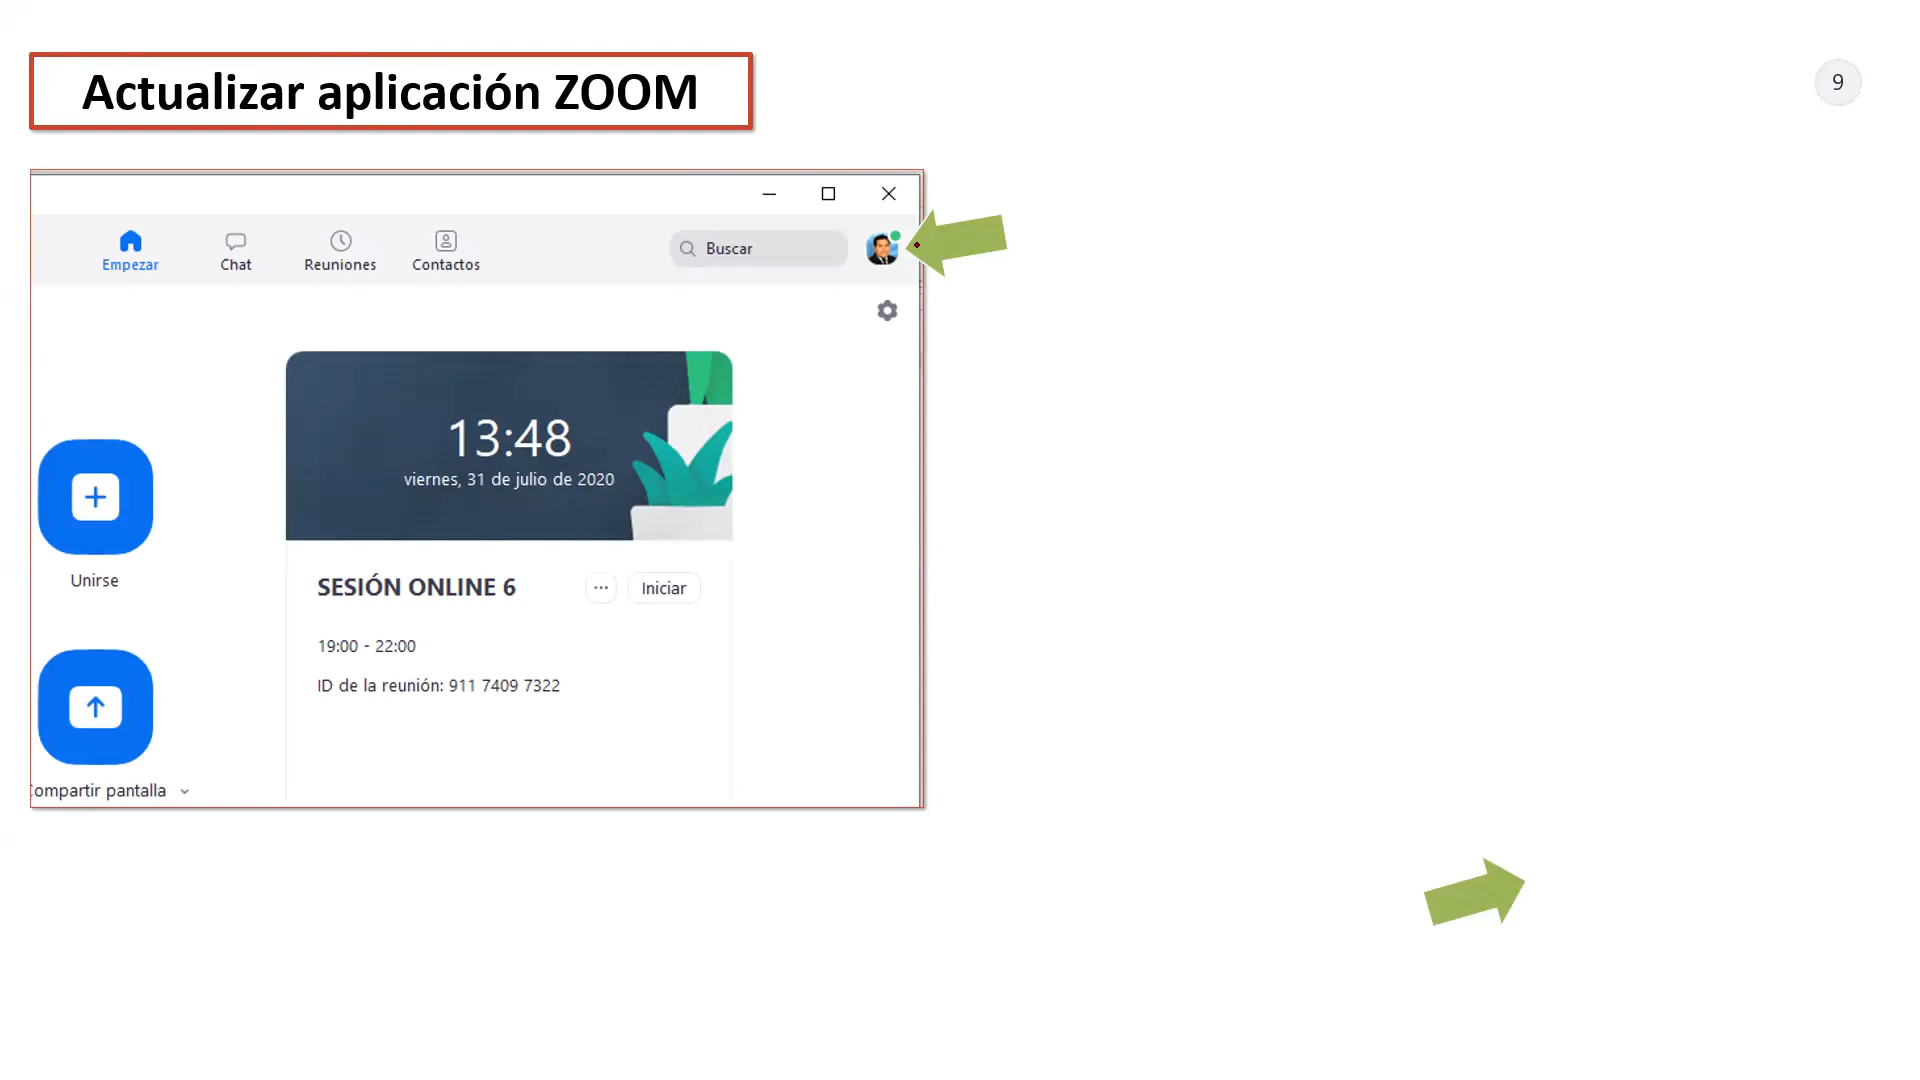 Actualizar aplicación ZOOM
9
Empezar
Chat
Reuniones
Contactos
Buscar
13:48
viernes, 31 de julio de 2020
Unirse
SESIÓN ONLINE 6
... Iniciar
19:00 - 22:00
ID de la reunión: 911 7409 7322
ompartir pantalla